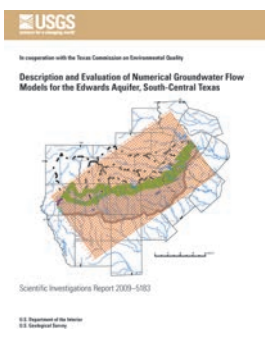 USGS
science for a changing world
In cooperation with the Texas Commission on Environmental Quality
Description and Evaluation of Numerical Groundwater Flow
Models for the Edwards Aquifer, South-Central Texas
Scientific Investigations Report 2009–5183
U.S. Department of the Interior
U.S. Geological Survey